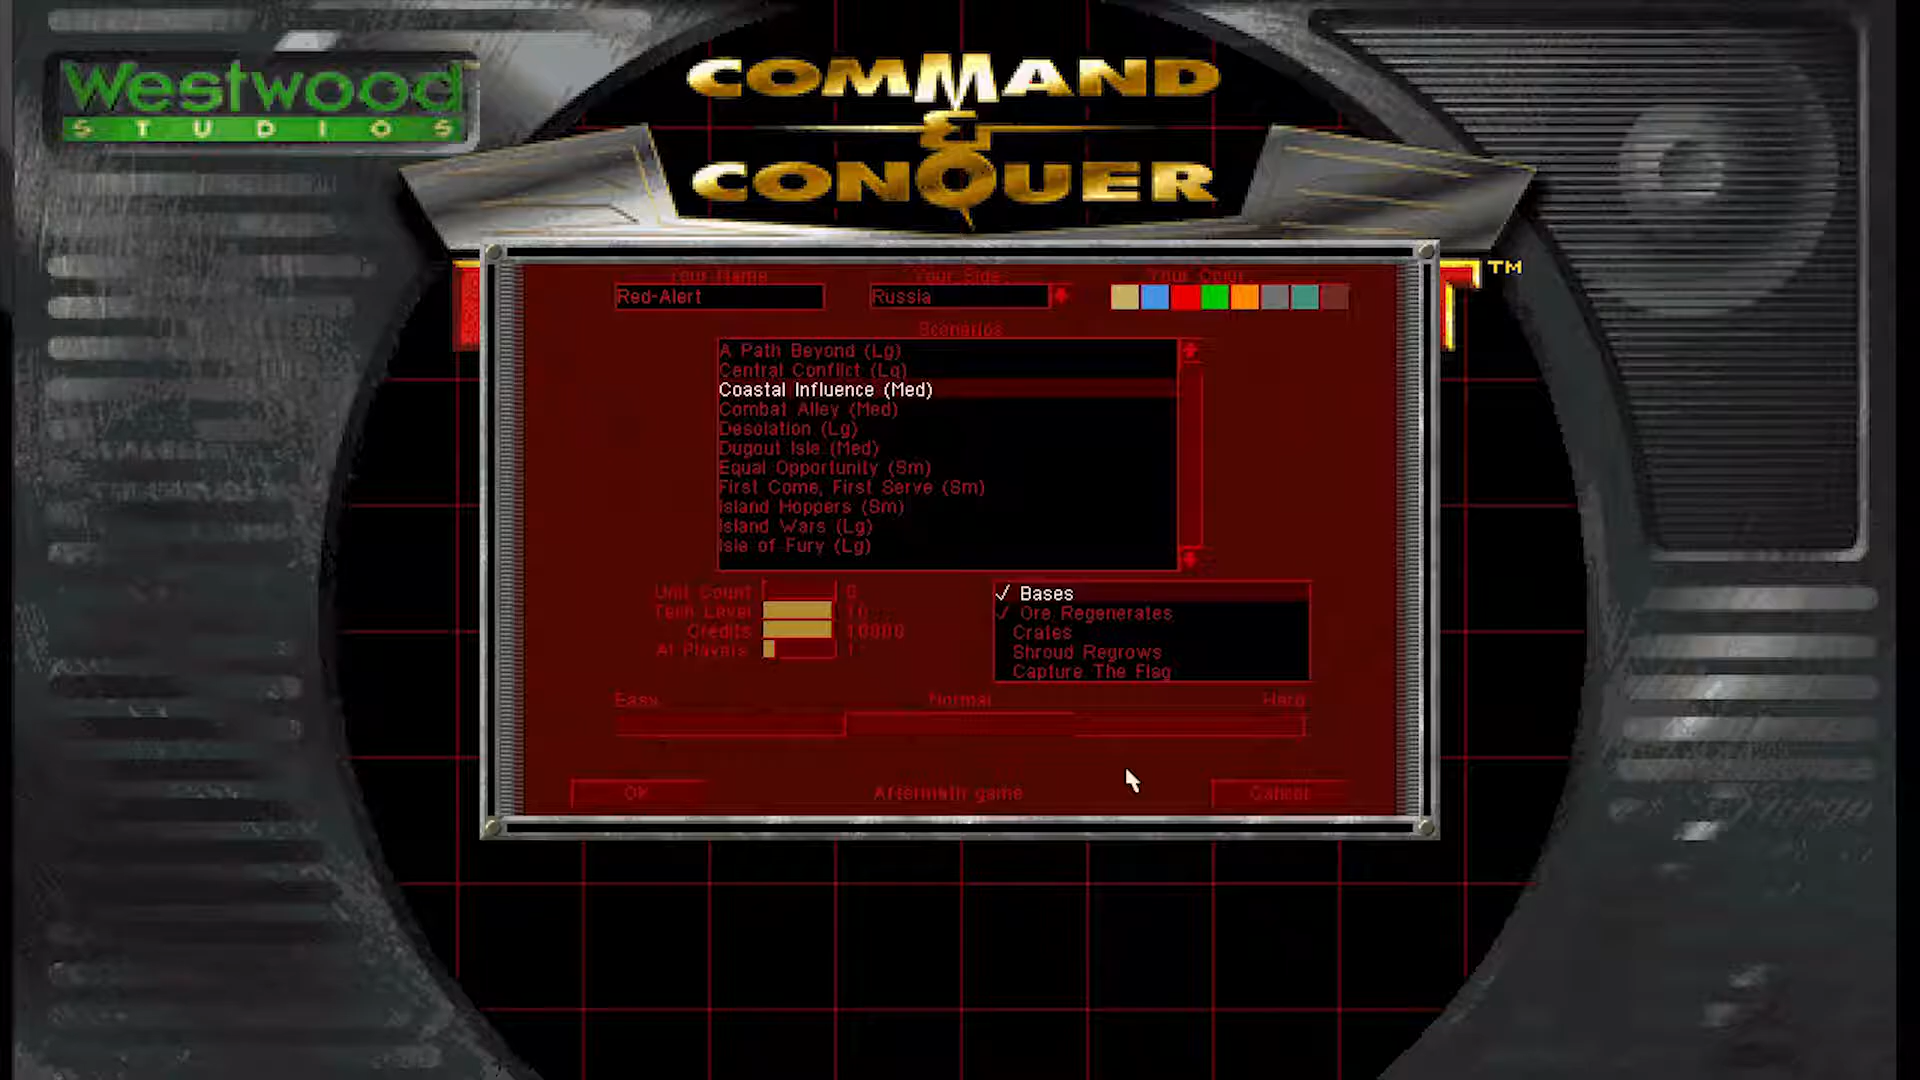 Westwood
STUDIOS
COMMAND
&
CONQUER
TM
Your Name
Your Side
Your Color
Red-Alert
Russia
Scenarios
A Path Beyond (Lg)
Central Conflict (Lg)
Coastal Influence (Med)
Combat Alley (Med)
Desolation (Lg)
Dugout Isle (Med)
Equal Opportunity (Sm)
First Come, First Serve (Sm)
Island Hoppers (Sm)
Island Wars (Lg)
Isle of Fury (Lg)
Unit Count 0
Tech Level 10
Credits 10000
AI Players 1
✓ Bases
✓ Ore Regenerates
Crates
Shroud Regrows
Capture The Flag
Easy Normal Hard
Ok Aftermath game Cancel